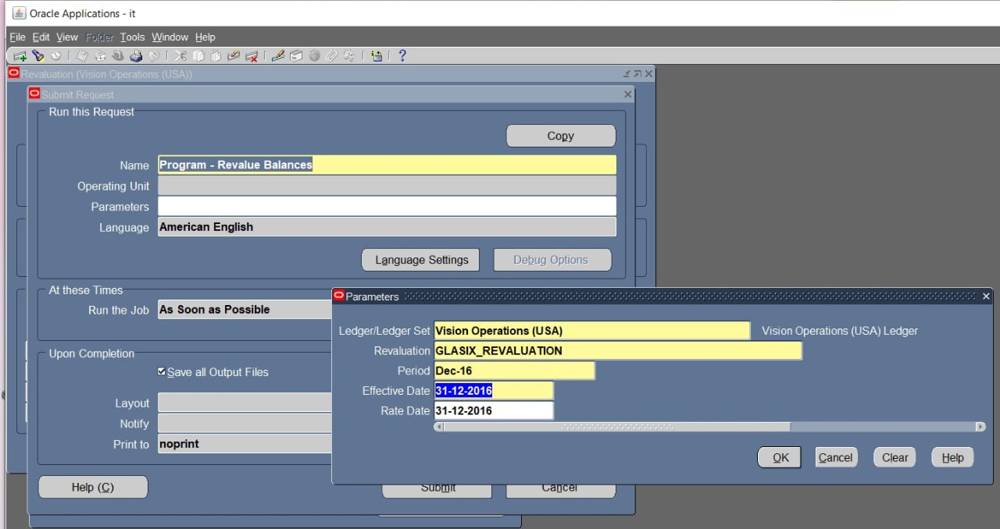 Oracle Applications - it
File Edit View Folder Tools Window Help
Revaluation (Vision Operations (USA))
Submit Request
Run this Request
Copy
Name Program - Revalue Balances
Operating Unit
Parameters
Language American English
Language Settings Debug Options
At these Times
Run the Job As Soon as Possible
Upon Completion
Save all Output Files
Layout
Notify
Print to noprint
Help (C) Submit Cancel
Parameters
Ledger/Ledger Set Vision Operations (USA) Vision Operations (USA) Ledger
Revaluation GLASIX_REVALUATION
Period Dec-16
Effective Date 31-12-2016
Rate Date 31-12-2016
OK Cancel Clear Help